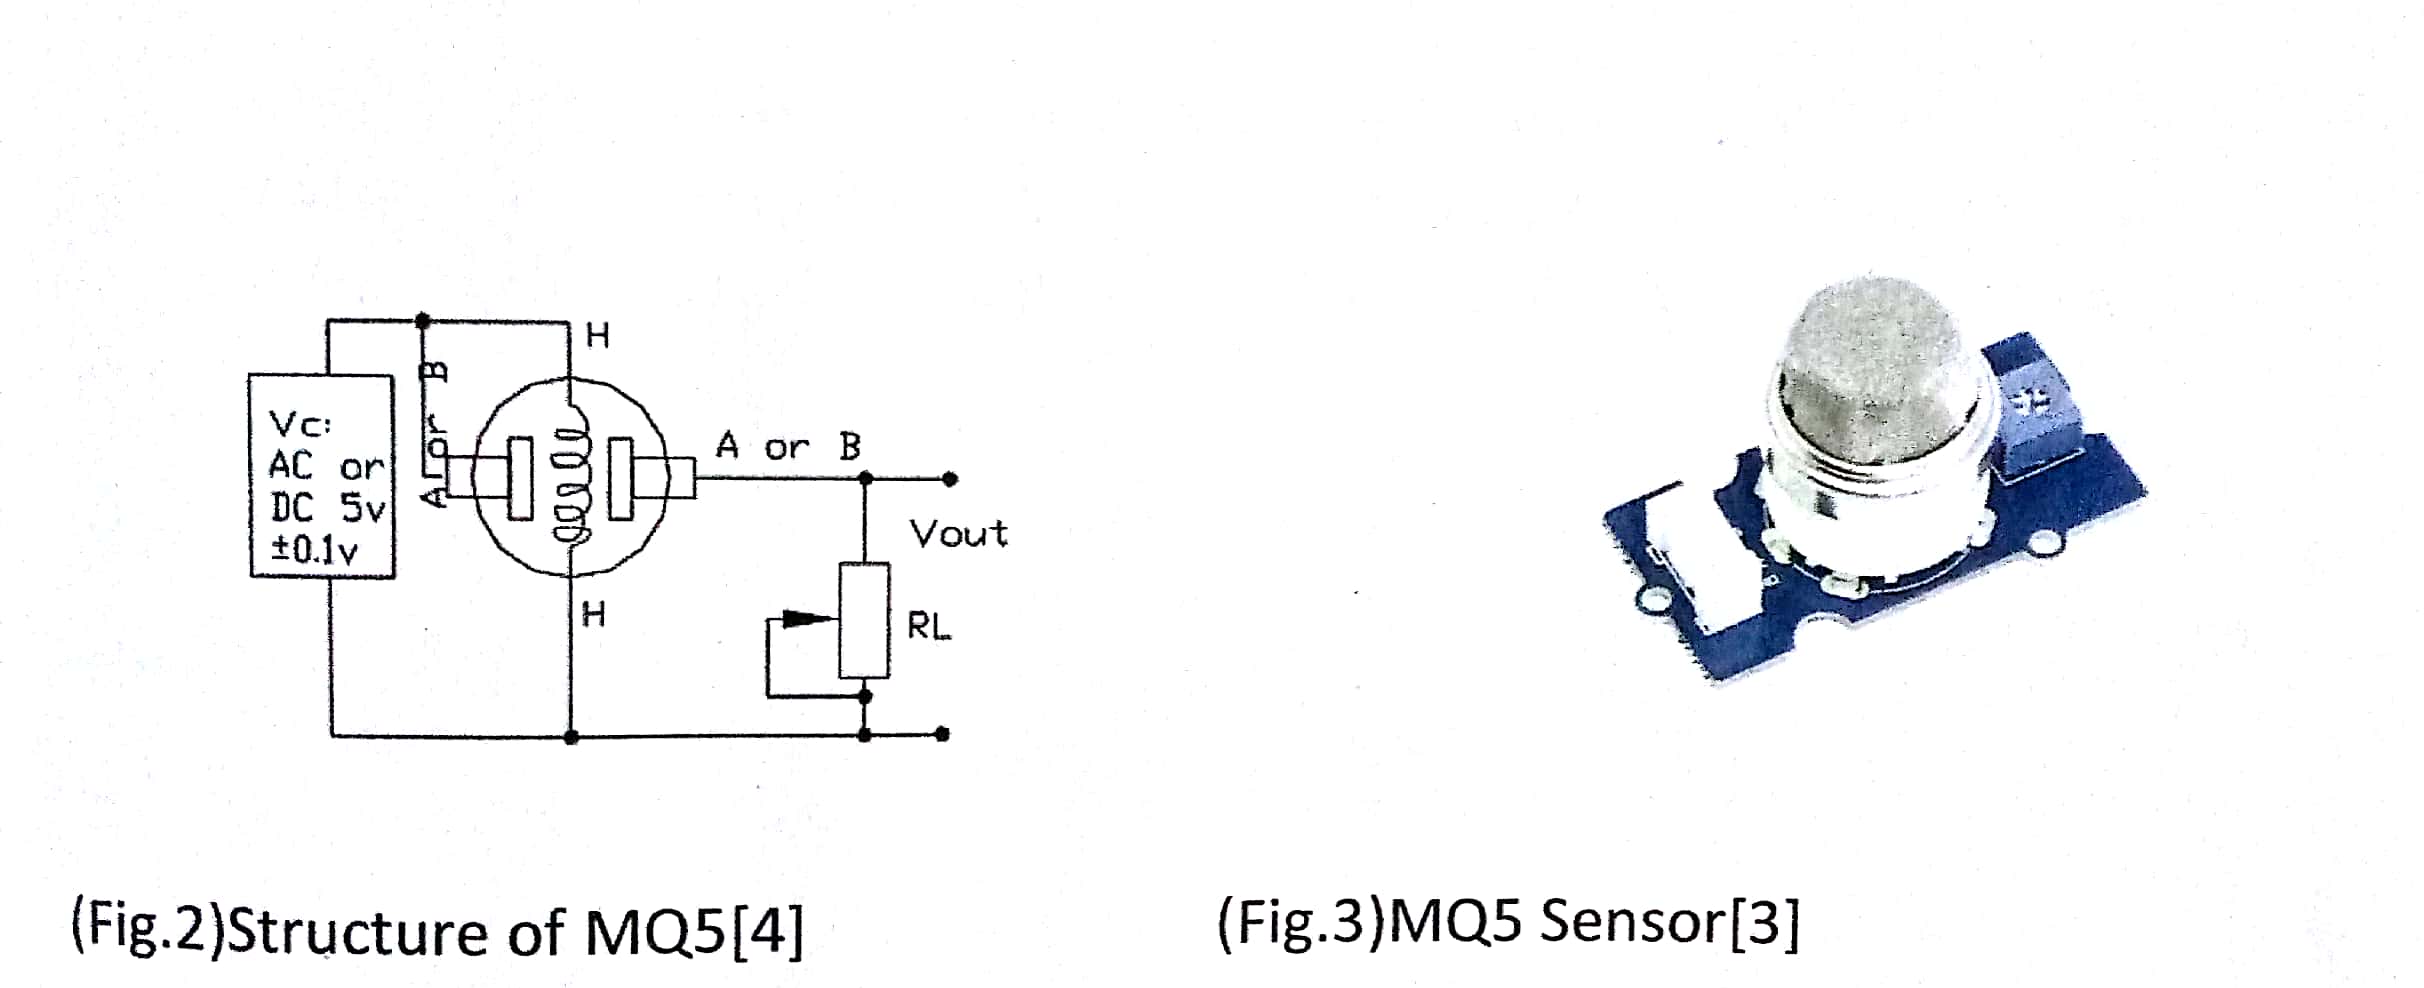 H
A or B
Vc:
AC or
DC 5v
±0.1v
A or B
Vout
H
RL
(Fig.2)Structure of MQ5[4]
(Fig.3)MQ5 Sensor[3]